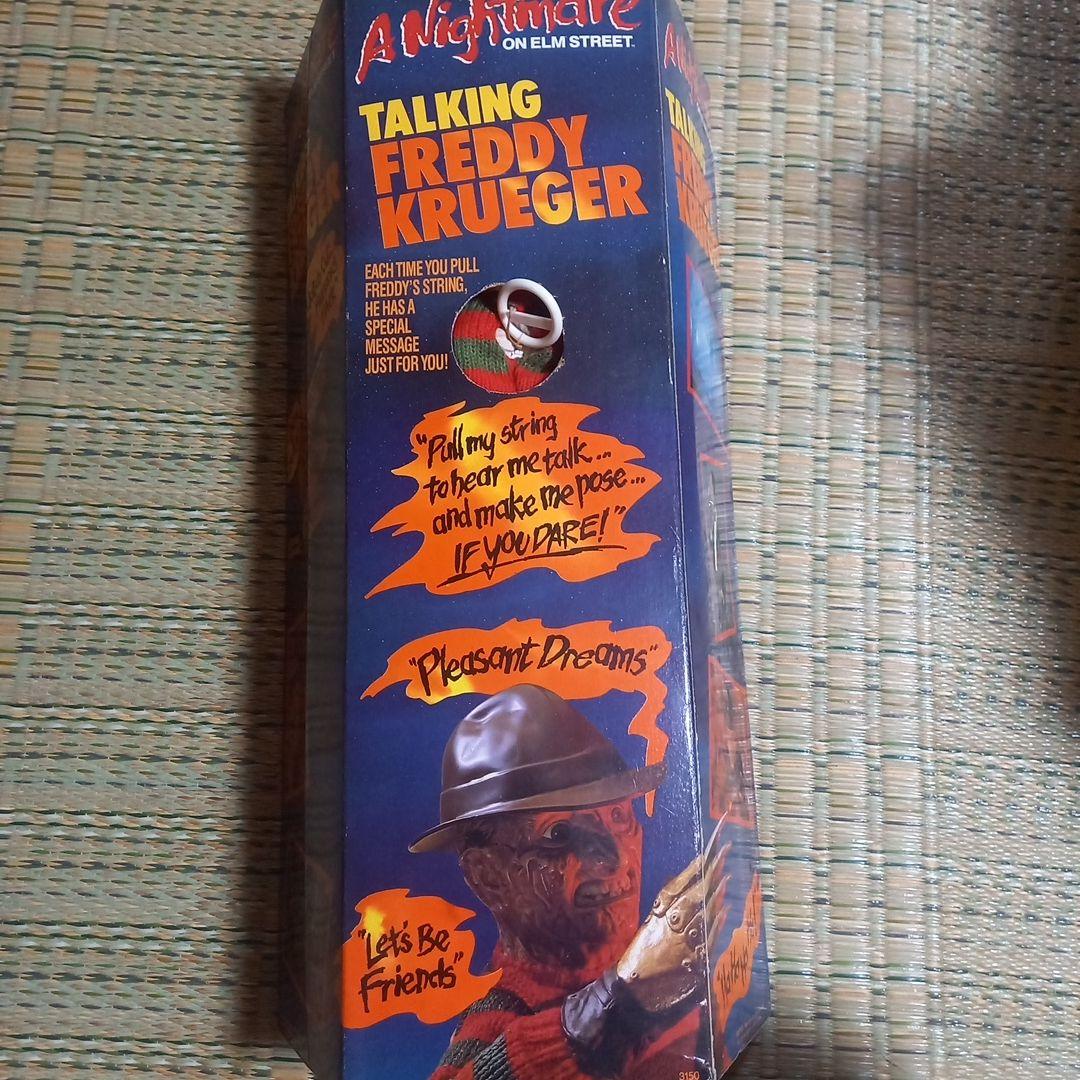 A Nightmare
ON ELM STREET™
TALKING
FREDDY
KRUEGER
EACH TIME YOU PULL
FREDDY'S STRING,
HE HAS A
SPECIAL
MESSAGE
JUST FOR YOU!
"Pull my string
to hear me talk...
and make me pose...
IF YOU DARE!"
"Pleasant Dreams"
"Let's Be
Friends"
3150